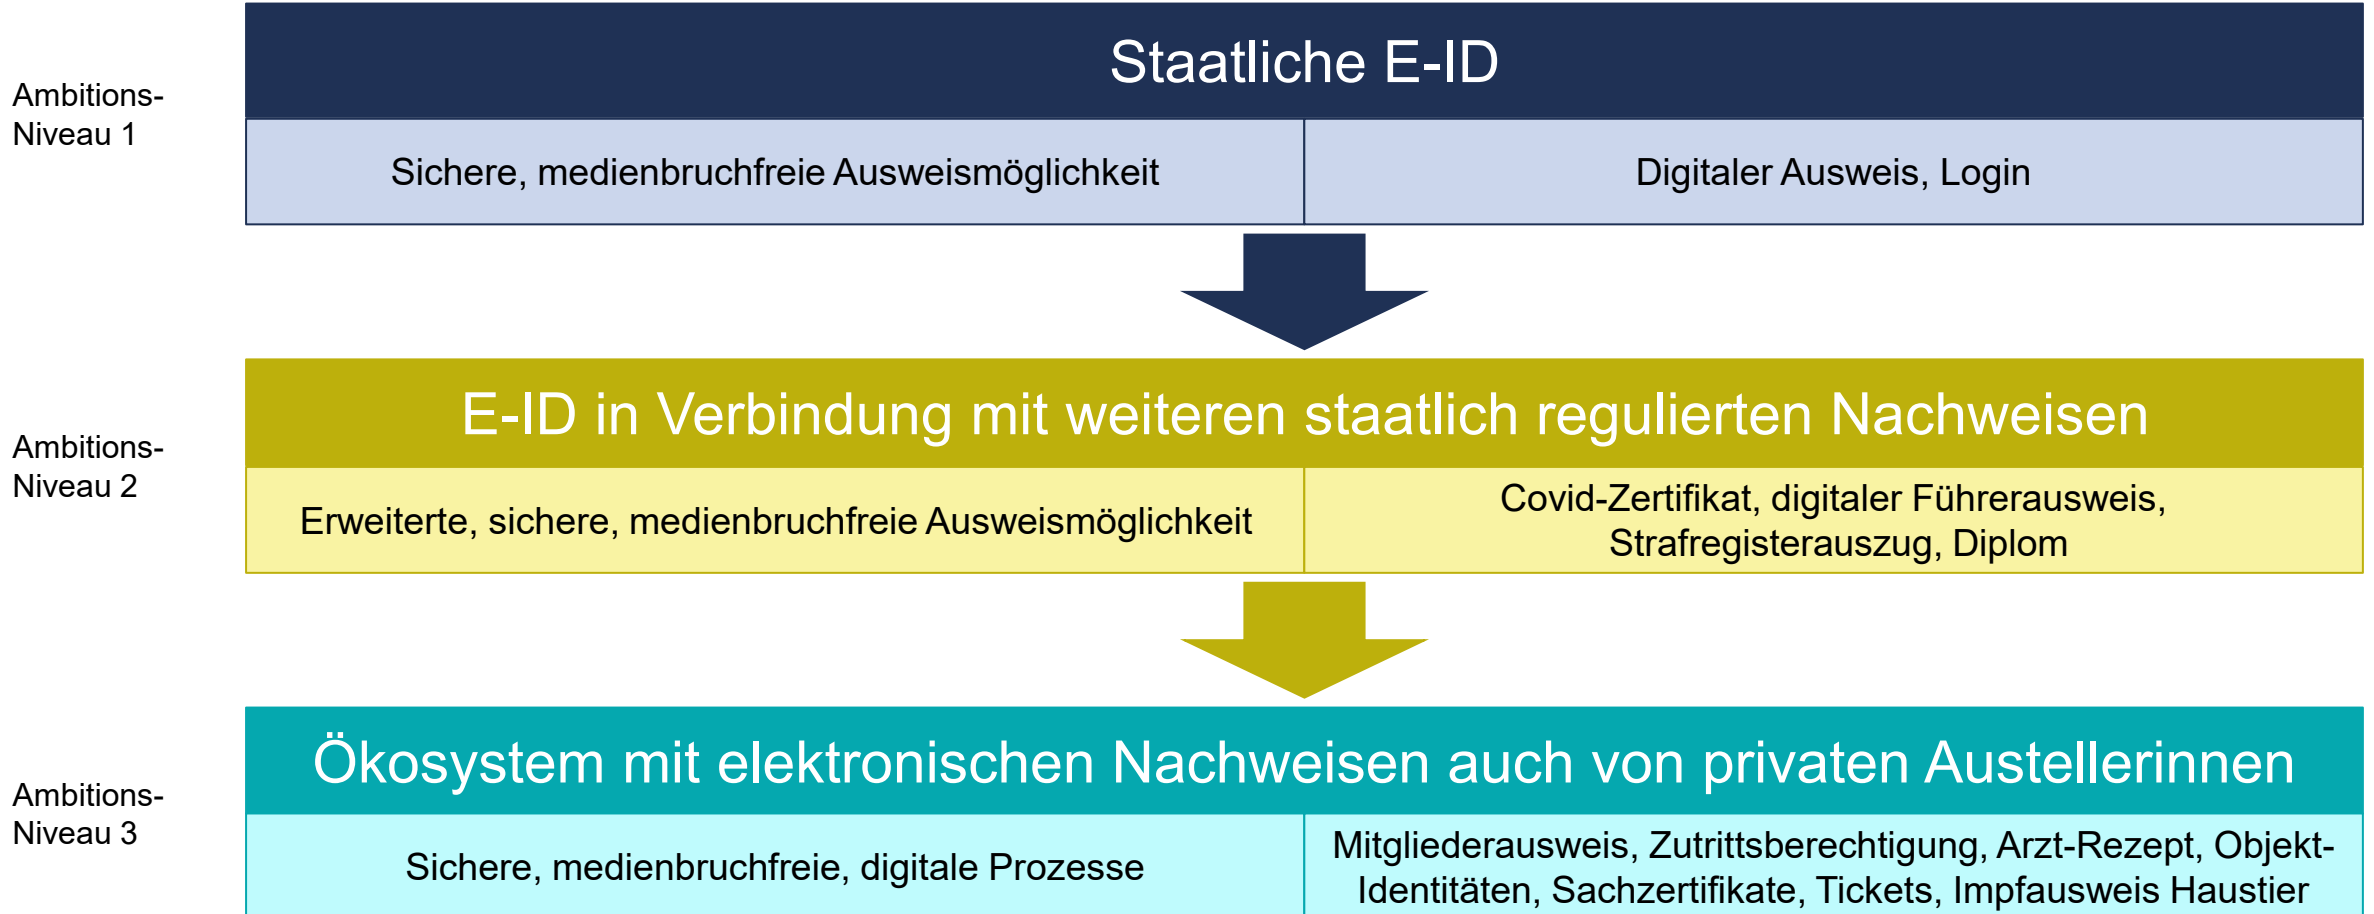 Ambitions-
Niveau 1
Staatliche E-ID
Sichere, medienbruchfreie Ausweismöglichkeit
Digitaler Ausweis, Login
Ambitions-
Niveau 2
E-ID in Verbindung mit weiteren staatlich regulierten Nachweisen
Erweiterte, sichere, medienbruchfreie Ausweismöglichkeit
Covid-Zertifikat, digitaler Führerausweis,
Strafregisterauszug, Diplom
Ambitions-
Niveau 3
Ökosystem mit elektronischen Nachweisen auch von privaten Austellerinnen
Sichere, medienbruchfreie, digitale Prozesse
Mitgliederausweis, Zutrittsberechtigung, Arzt-Rezept, Objekt-
Identitäten, Sachzertifikate, Tickets, Impfausweis Haustier